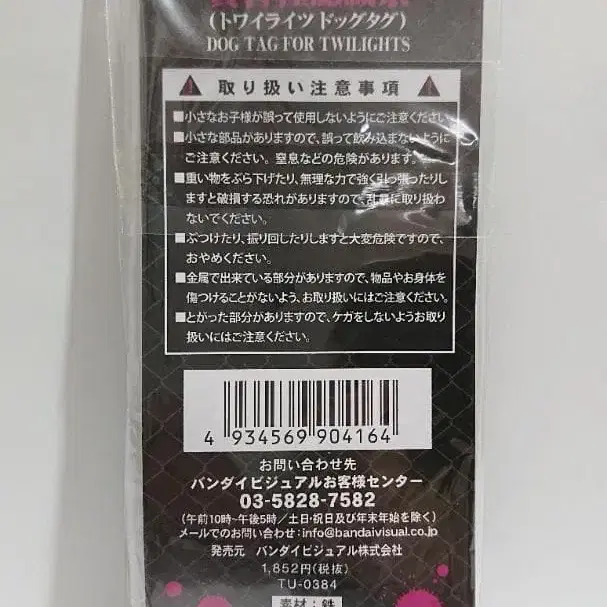 (トワイライツ ドッグタグ)
DOG TAG FOR TWILIGHTS
取り扱い注意事項
■小さなお子様が誤って使用しないようにご注意ください。
■小さな部品がありますので、誤って飲み込まないように
ご注意ください。窒息などの危険があります。
■重い物をぶら下げたり、無理な力で強く引っ張ったりし
ますと破損する恐れがありますので、乱暴に取り扱わ
ないでください。
■ぶつけたり、振り回したりしますと大変危険ですので、
おやめください。
■金属で出来ている部分がありますので、物品やお身体を
傷つけることがないよう、お取り扱いにはご注意ください。
■とがった部分がありますので、ケガをしないようお取り
扱いにはご注意ください。
4 934569 904164
お問い合わせ先
バンダイビジュアルお客様センター
03-5828-7582
(午前10時~午後5時/土日・祝日及び年末年始を除く)
メールでのお問い合わせ:info@bandaivisual.co.jp
発売元 バンダイビジュアル株式会社
1,852円(税抜)
TU-0384
素材:鉄